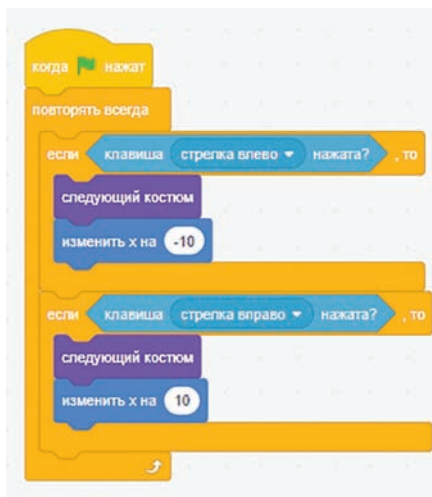 когда нажат
повторять всегда
если клавиша стрелка влево нажата? , то
следующий костюм
изменить x на -10
если клавиша стрелка вправо нажата? , то
следующий костюм
изменить x на 10